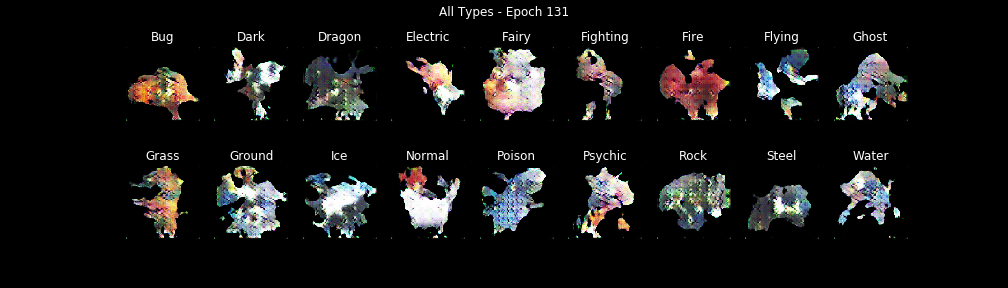 All Types - Epoch 131
Bug Dark Dragon Electric Fairy Fighting Fire Flying Ghost
Grass Ground Ice Normal Poison Psychic Rock Steel Water